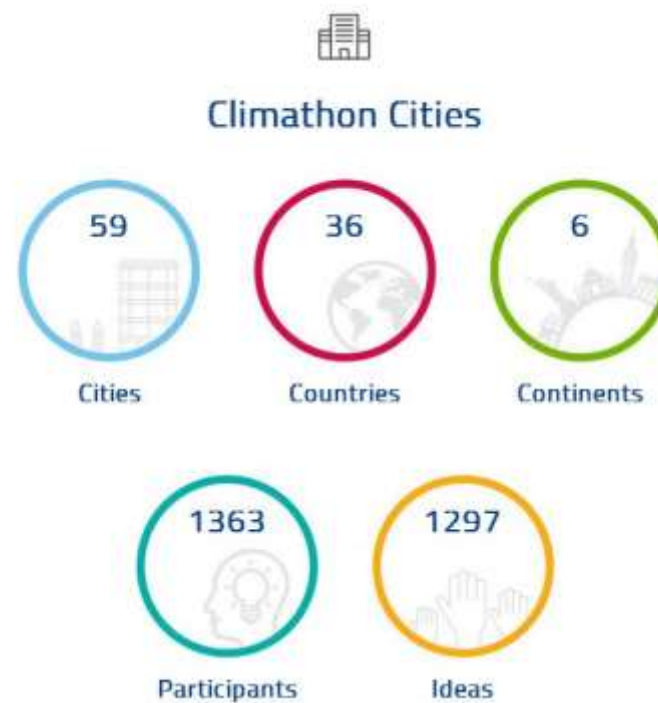 Climathon Cities
59
36
6
Cities
Countries
Continents
1363
1297
Participants
Ideas